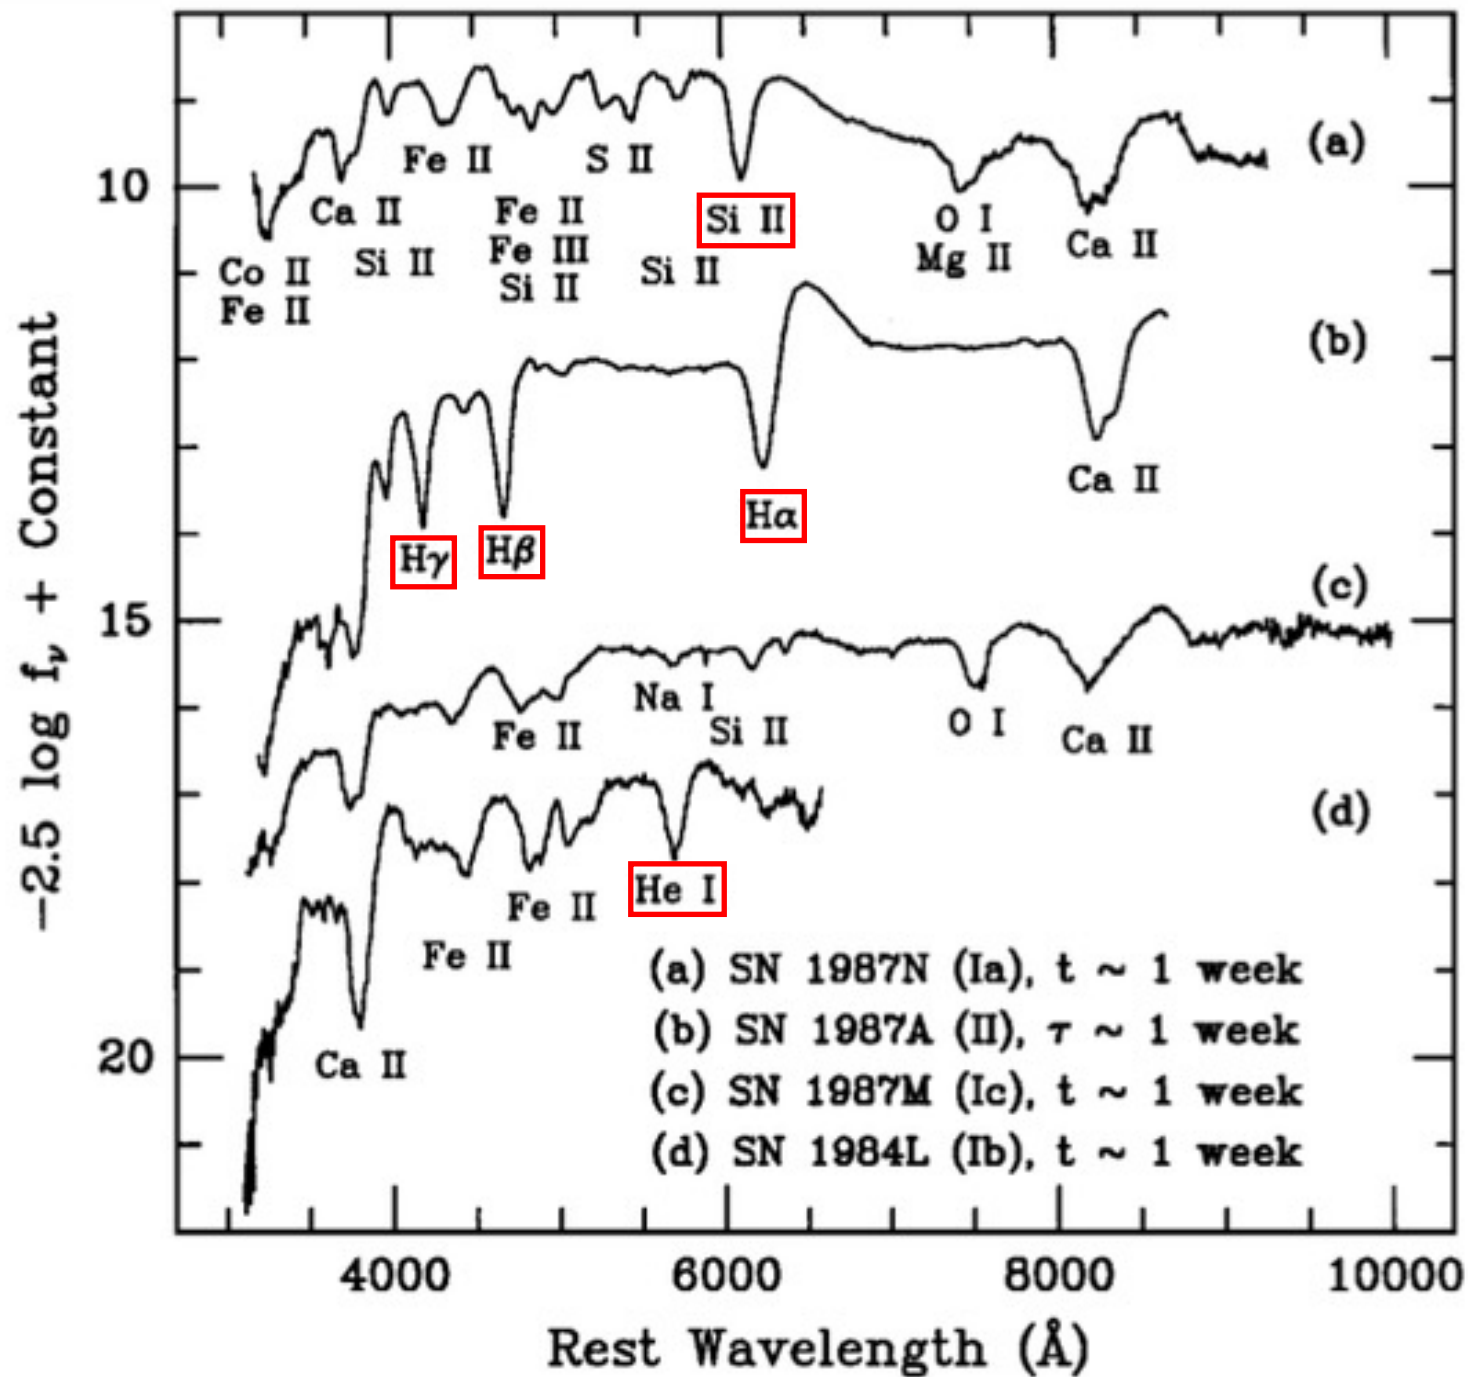 (a)
Fe II
S II
10
Ca II
Fe II
Si II
O I
Co II
Si II
Fe III
Si II
Mg II
Ca II
Fe II
Si II
(b)
Hγ
Hβ
Hα
Ca II
(c)
15
Na I
Fe II
Si II
O I
Ca II
(d)
He I
Fe II
Fe II
Ca II
20
(a) SN 1987N (Ia), t ~ 1 week
(b) SN 1987A (II), τ ~ 1 week
(c) SN 1987M (Ic), t ~ 1 week
(d) SN 1984L (Ib), t ~ 1 week
−2.5 log fν + Constant
4000 6000 8000 10000
Rest Wavelength (Å)